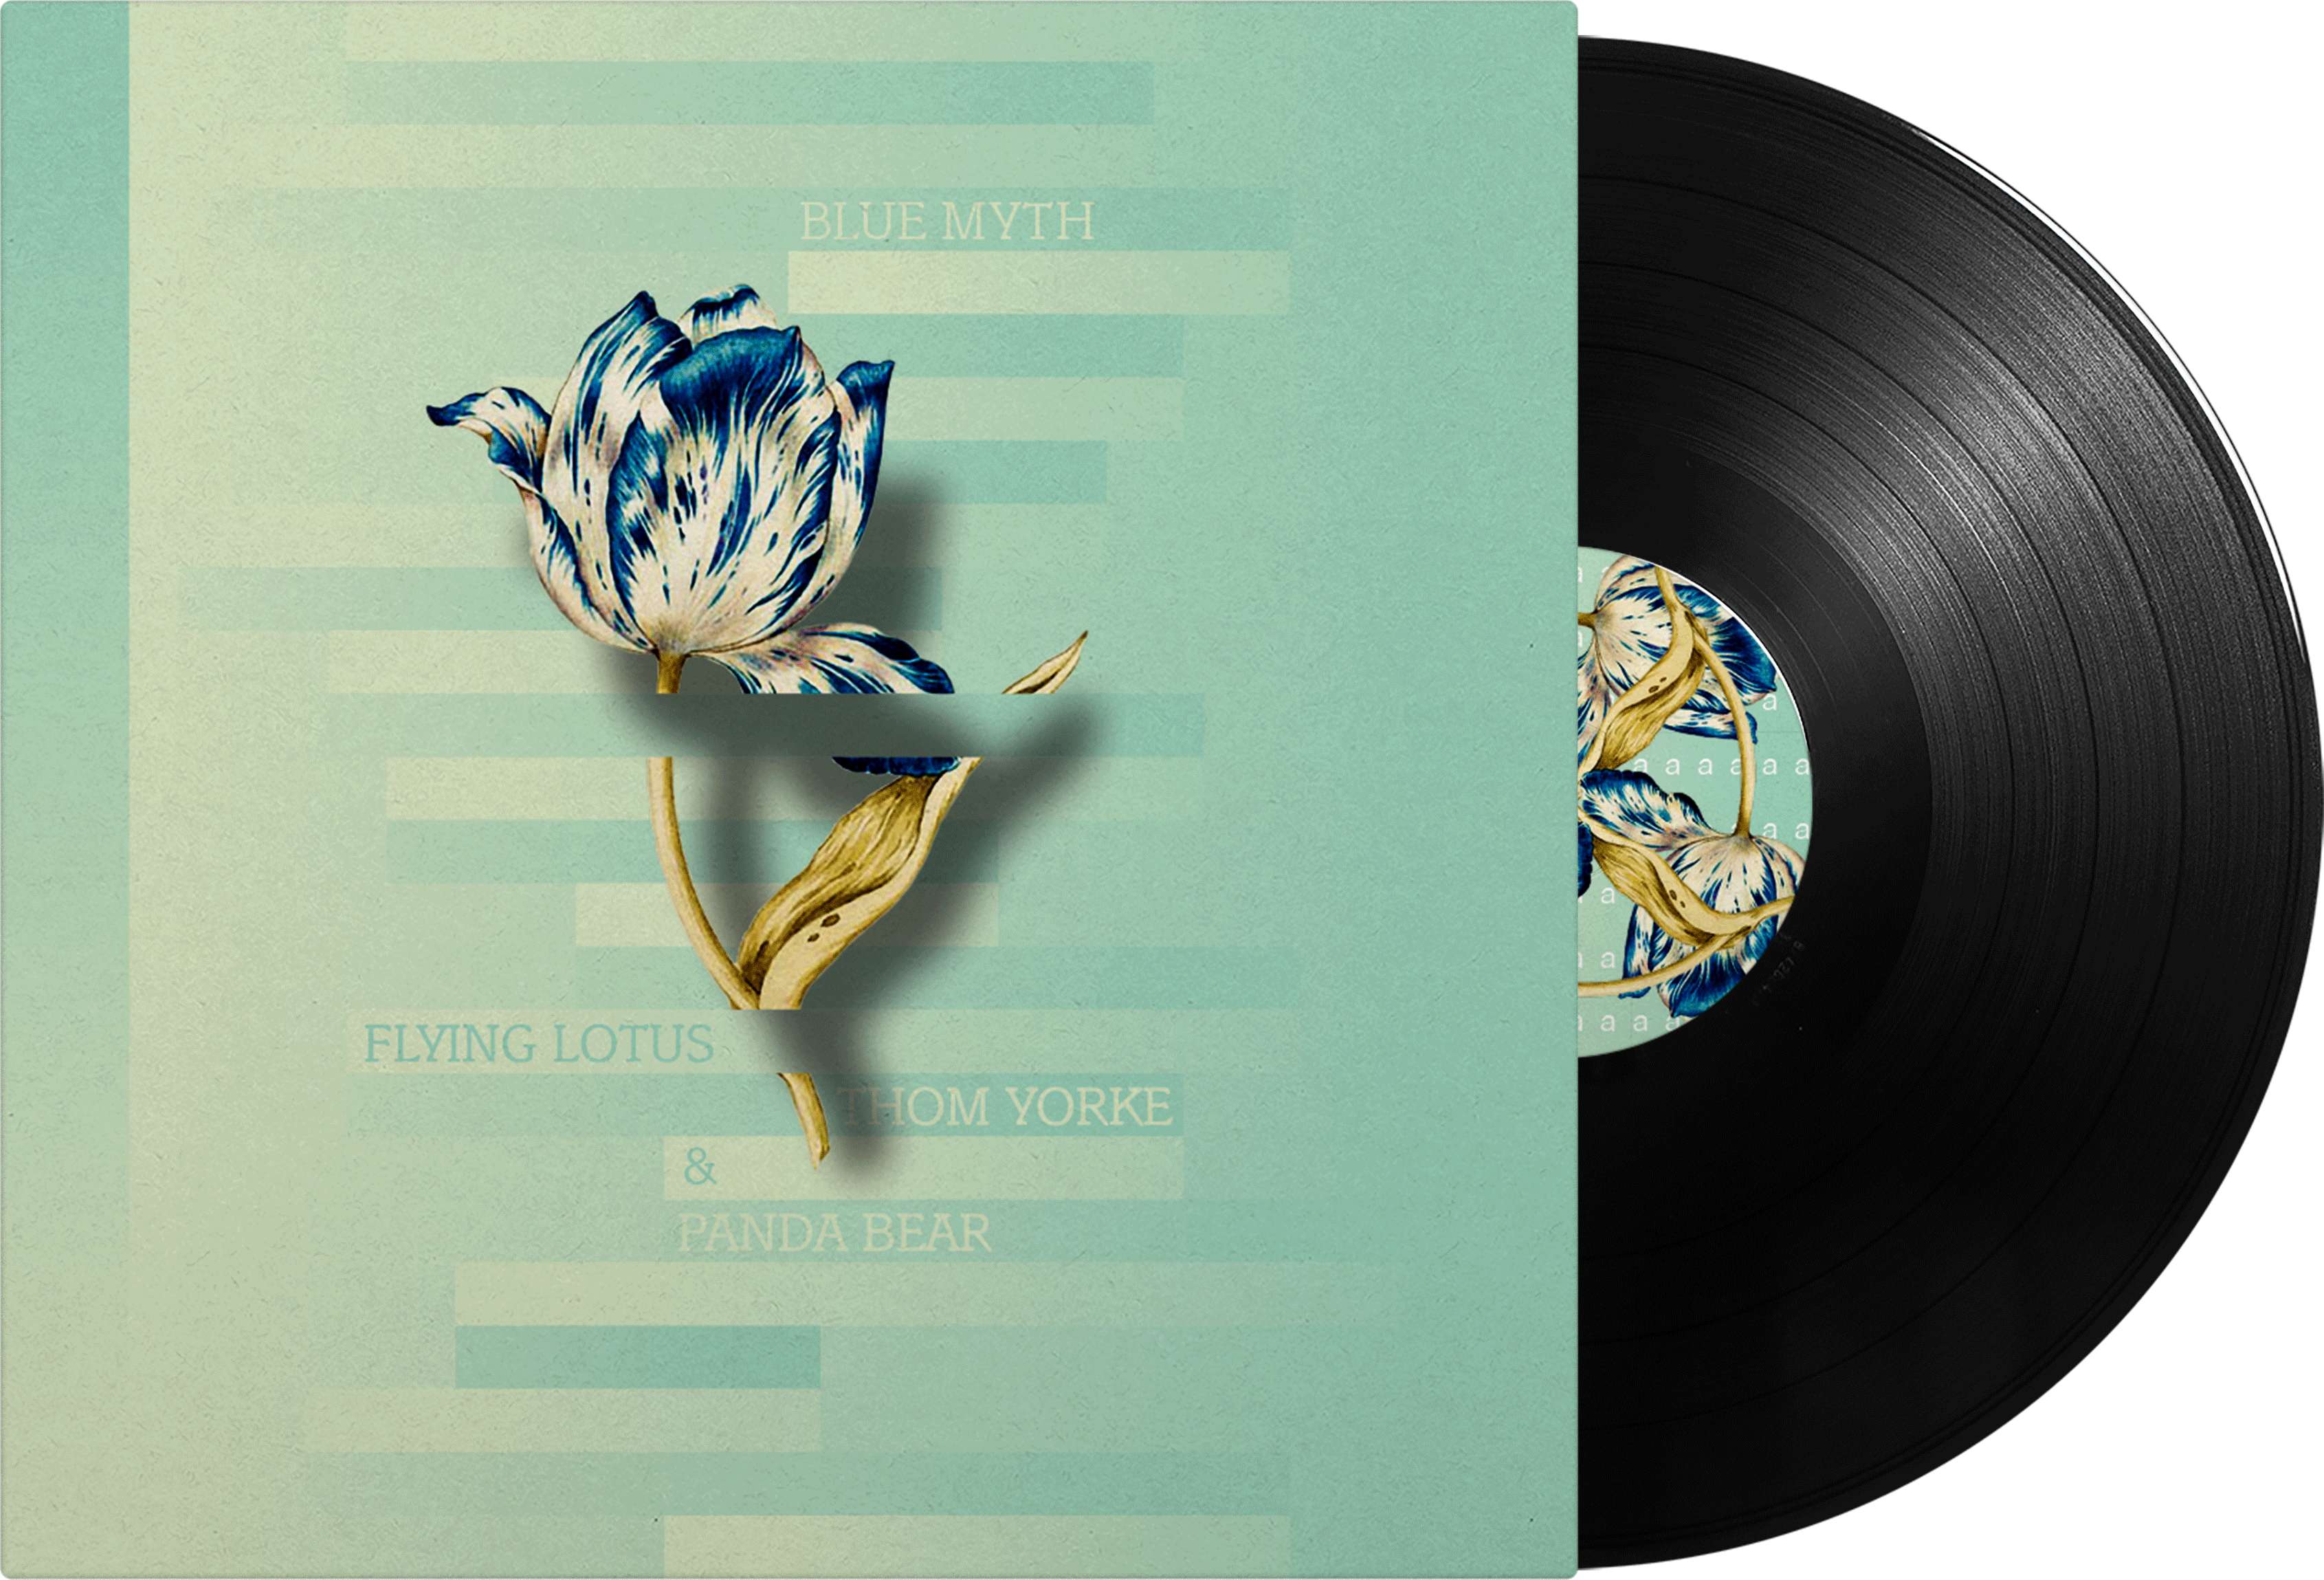 BLUE MYTH
FLYING LOTUS
THOM YORKE
&
PANDA BEAR
a
a
a
a a a a a a
a a
a
a
a a a a